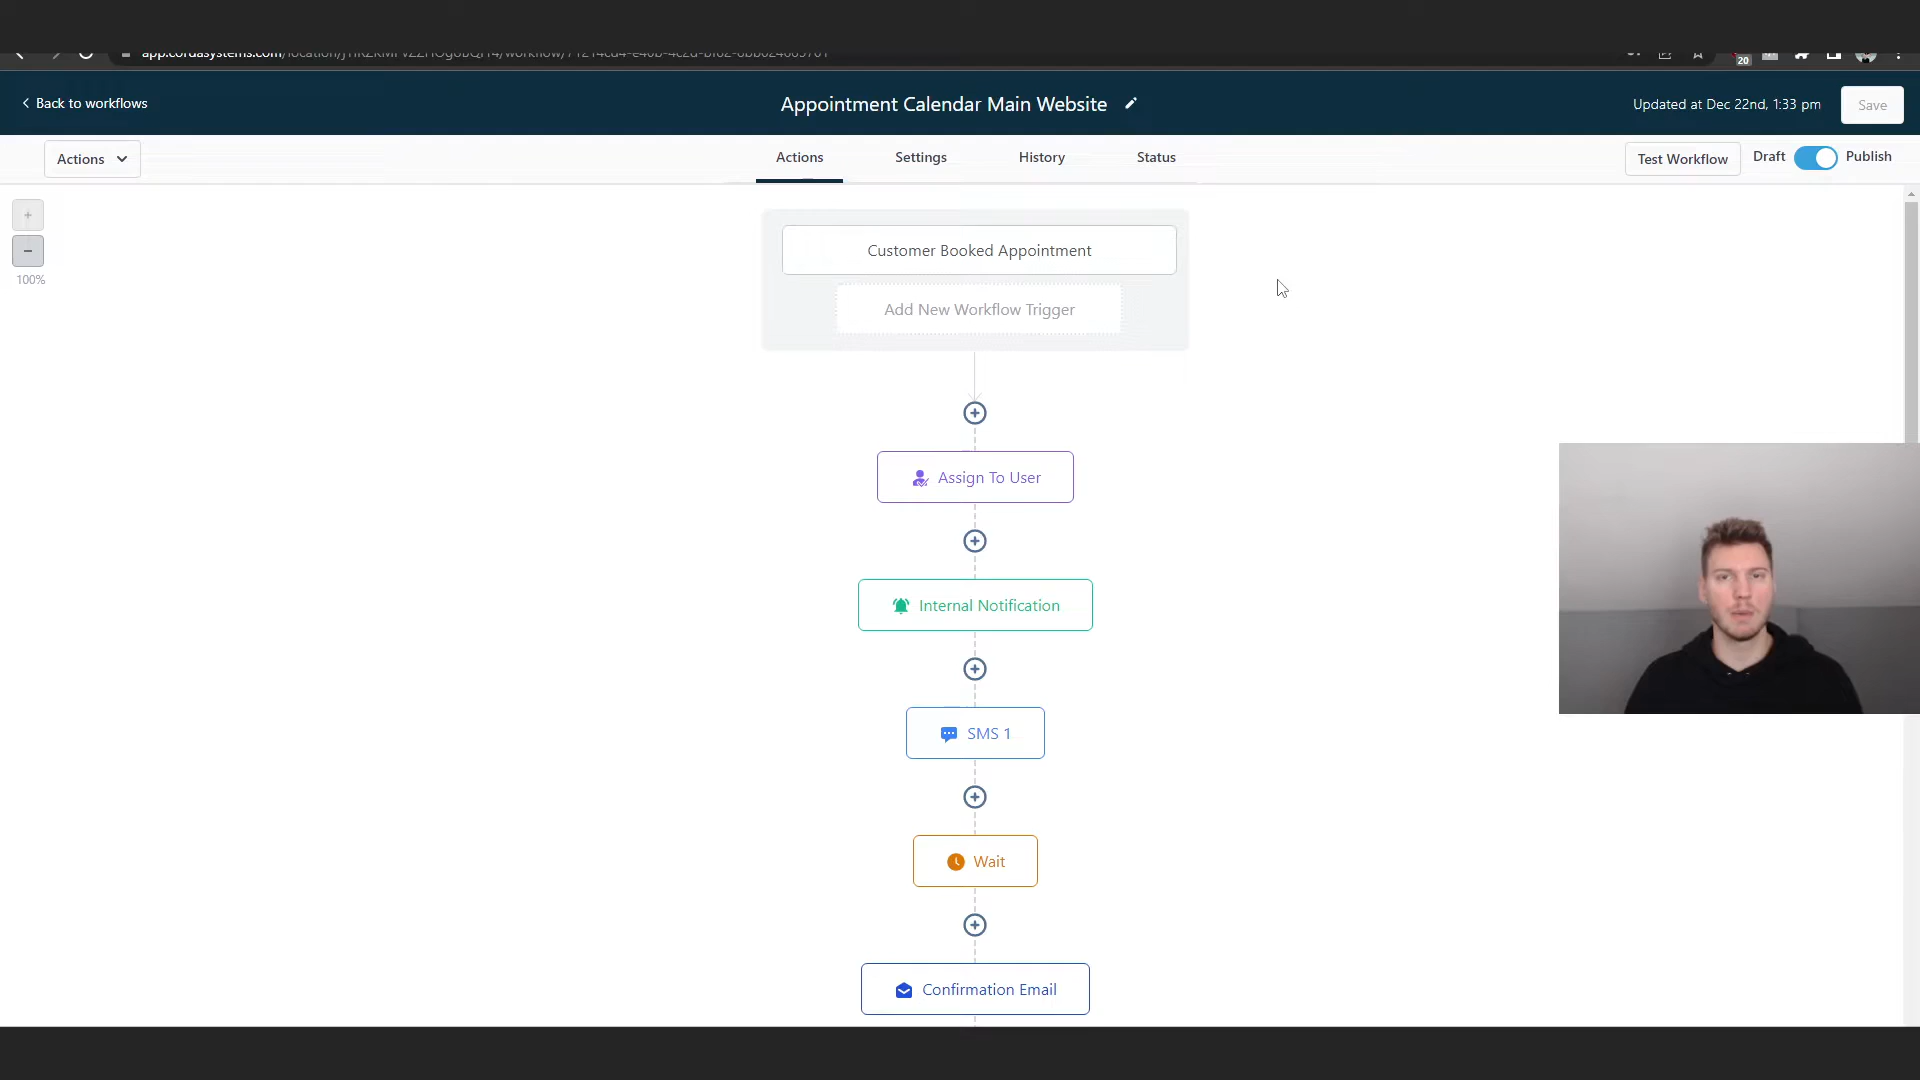 Back to workflows
Appointment Calendar Main Website
Updated at Dec 22nd, 1:33 pm
Save
Actions
Actions
Settings
History
Status
Test Workflow
Draft
Publish
+
−
100%
Customer Booked Appointment
Add New Workflow Trigger
Assign To User
Internal Notification
SMS 1
Wait
Confirmation Email
20